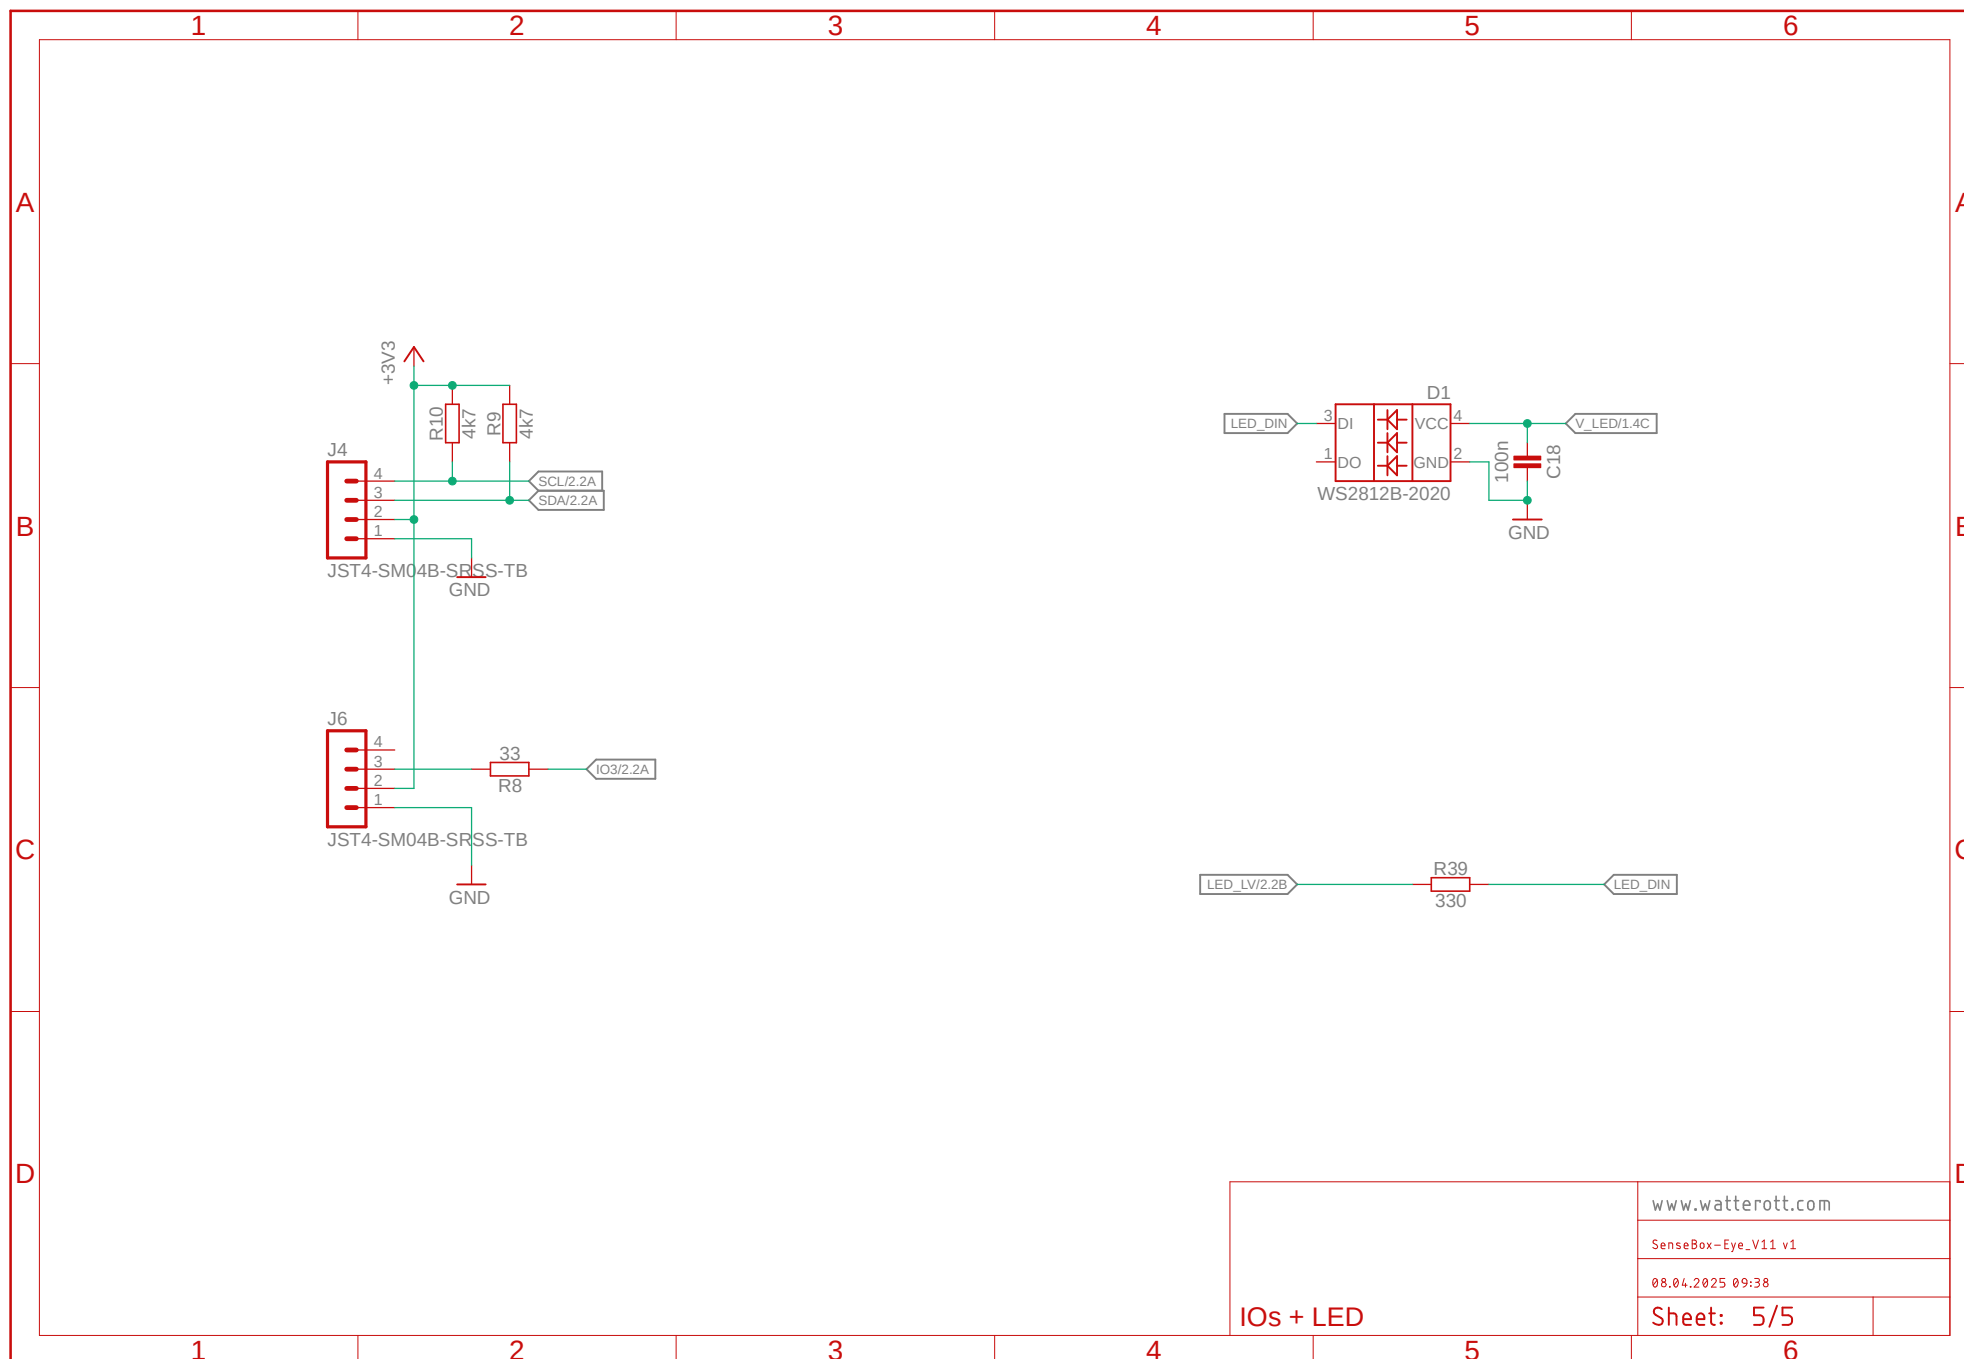 1 2 3 4 5 6
A A
+3V3
R10 4k7 R9 4k7
J4
4 SCL/2.2A
3 SDA/2.2A
2
1
JST4-SM04B-SRSS-TB
GND
D1
LED_DIN 3 DI VCC 4 V_LED/1.4C
1 DO GND 2
100n C18
WS2812B-2020
GND
B B
J6
4
3 33 IO3/2.2A
R8
2
1
JST4-SM04B-SRSS-TB
GND
C C
R39
LED_LV/2.2B LED_DIN
330
D D
www.watterott.com
SenseBox-Eye_V11 v1
08.04.2025 09:38
IOs + LED Sheet: 5/5
1 2 3 4 5 6